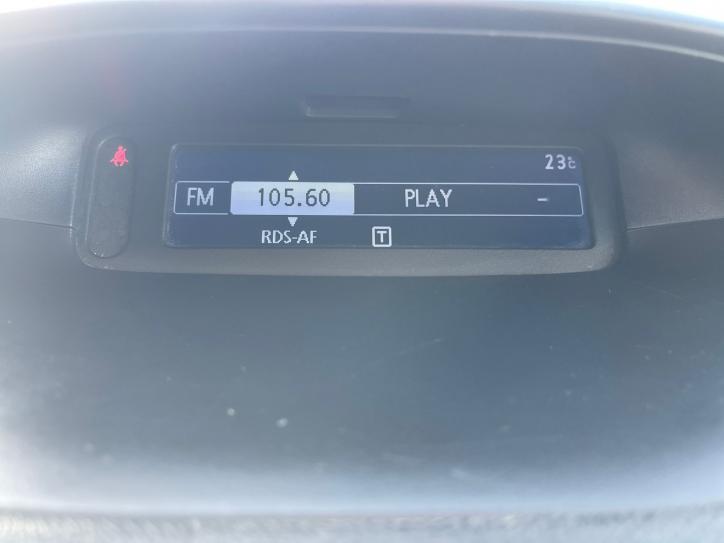 23℃
FM 105.60 PLAY –
RDS-AF T